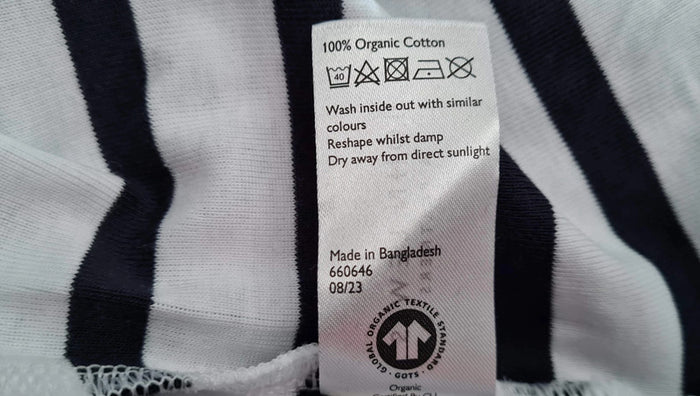 100% Organic Cotton
40
Wash inside out with similar
colours
Reshape whilst damp
Dry away from direct sunlight
Made in Bangladesh
660646
08/23
GLOBAL ORGANIC TEXTILE STANDARD
· GOTS ·
Organic